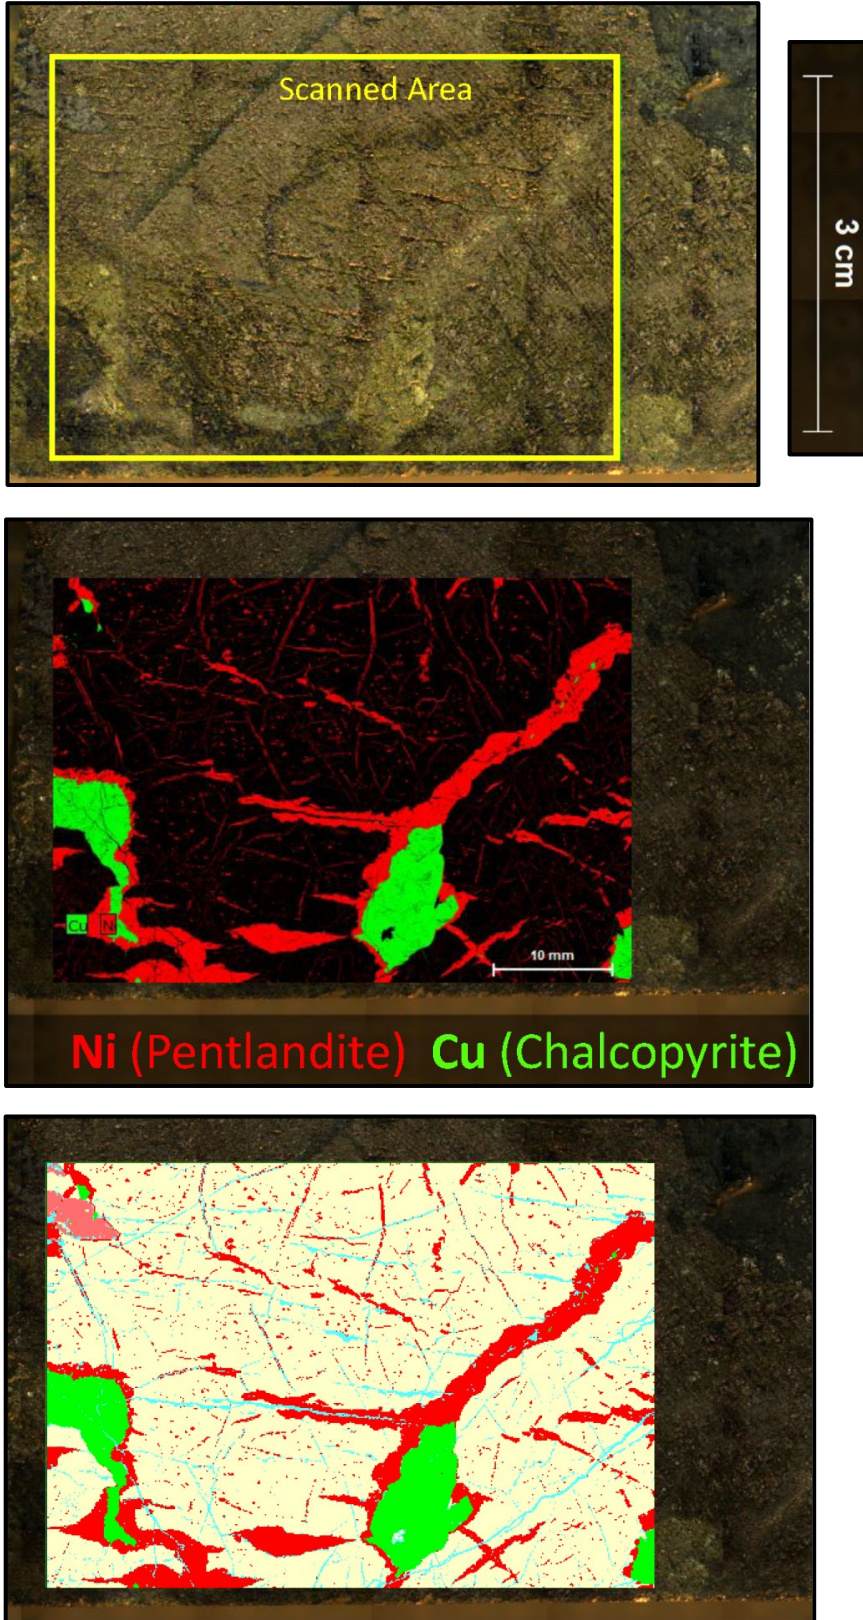 Scanned Area
3 cm
Cu Ni
10 mm
Ni (Pentlandite) Cu (Chalcopyrite)